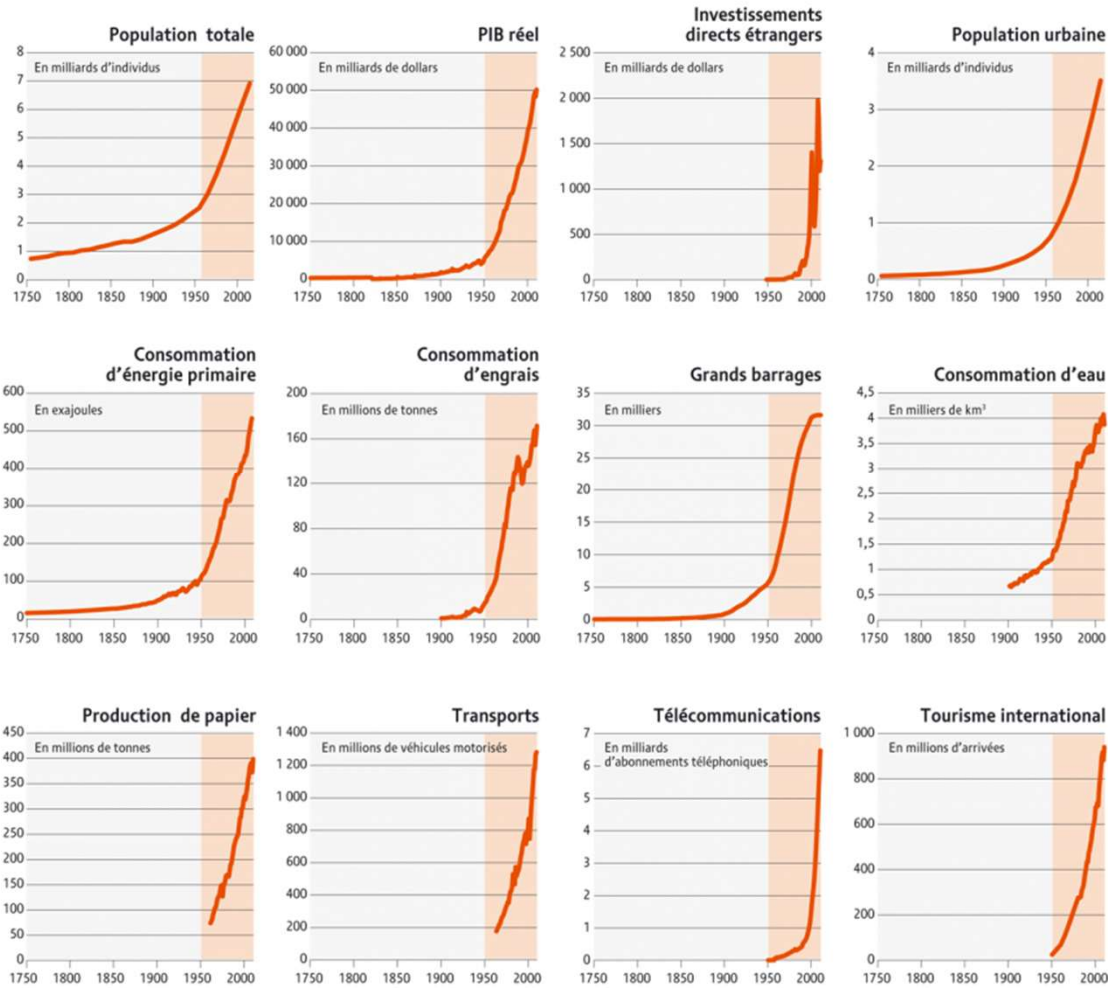 Population totale
En milliards d'individus
8
7
6
5
4
3
2
1
0
1750 1800 1850 1900 1950 2000
PIB réel
En milliards de dollars
60 000
50 000
40 000
30 000
20 000
10 000
0
1750 1800 1850 1900 1950 2000
Investissements
directs étrangers
En milliards de dollars
2 500
2 000
1 500
1 000
500
0
1750 1800 1850 1900 1950 2000
Population urbaine
En milliards d'individus
4
3
2
1
0
1750 1800 1850 1900 1950 2000
Consommation
d'énergie primaire
En exajoules
600
500
400
300
200
100
0
1750 1800 1850 1900 1950 2000
Consommation
d'engrais
En millions de tonnes
200
160
120
80
40
0
1750 1800 1850 1900 1950 2000
Grands barrages
En milliers
35
30
25
20
15
10
5
0
1750 1800 1850 1900 1950 2000
Consommation d'eau
En milliers de km³
4,5
4
3,5
3
2,5
2
1,5
1
0,5
0
1750 1800 1850 1900 1950 2000
Production de papier
En millions de tonnes
450
400
350
300
250
200
150
100
50
0
1750 1800 1850 1900 1950 2000
Transports
En millions de véhicules motorisés
1 400
1 200
1 000
800
600
400
200
0
1750 1800 1850 1900 1950 2000
Télécommunications
En milliards
d'abonnements téléphoniques
7
6
5
4
3
2
1
0
1750 1800 1850 1900 1950 2000
Tourisme international
En millions d'arrivées
1 000
800
600
400
200
0
1750 1800 1850 1900 1950 2000